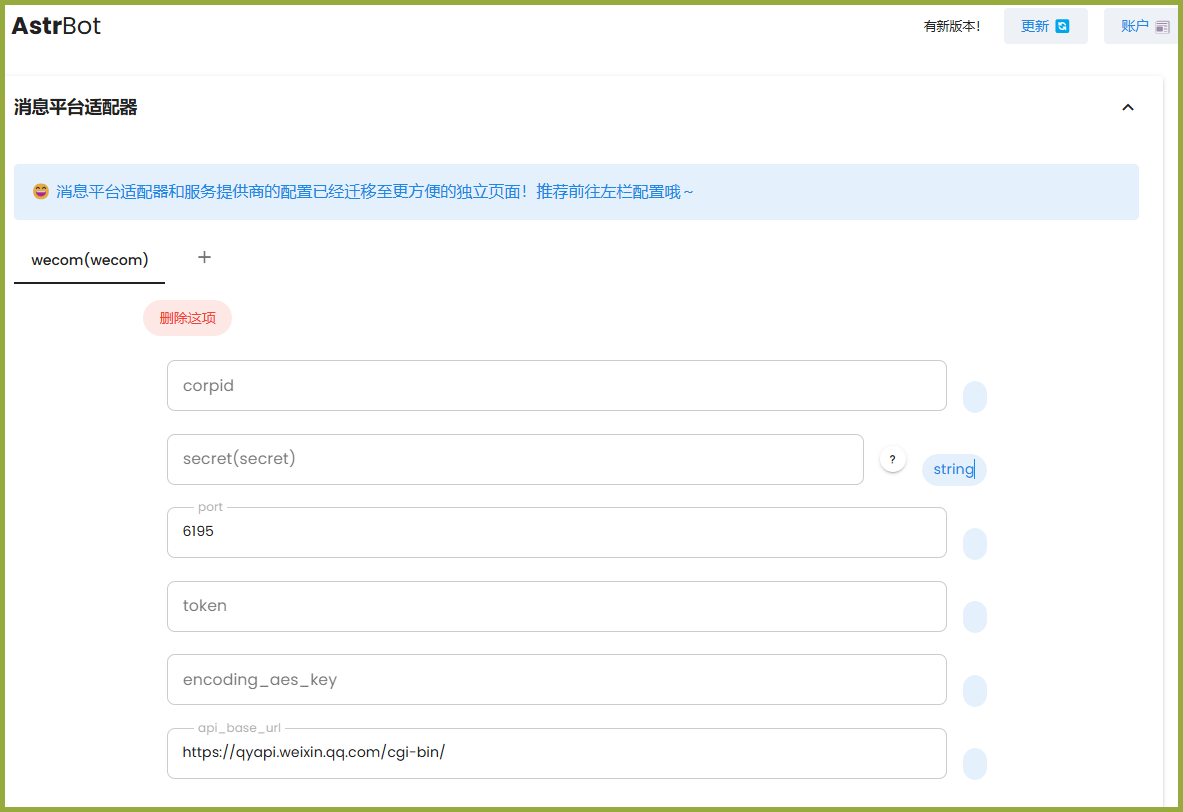 AstrBot
有新版本!
更新
账户
消息平台适配器
😄 消息平台适配器和服务提供商的配置已经迁移至更方便的独立页面！推荐前往左栏配置哦～
wecom(wecom)
+
删除这项
corpid
secret(secret)
?
string
port
6195
token
encoding_aes_key
api_base_url
https://qyapi.weixin.qq.com/cgi-bin/